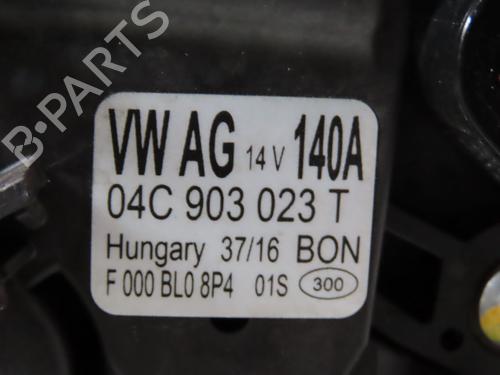 B-PARTS
VW AG 14 V 140A
04C 903 023 T
Hungary 37/16 BON
F 000 BL0 8P4 01S 300